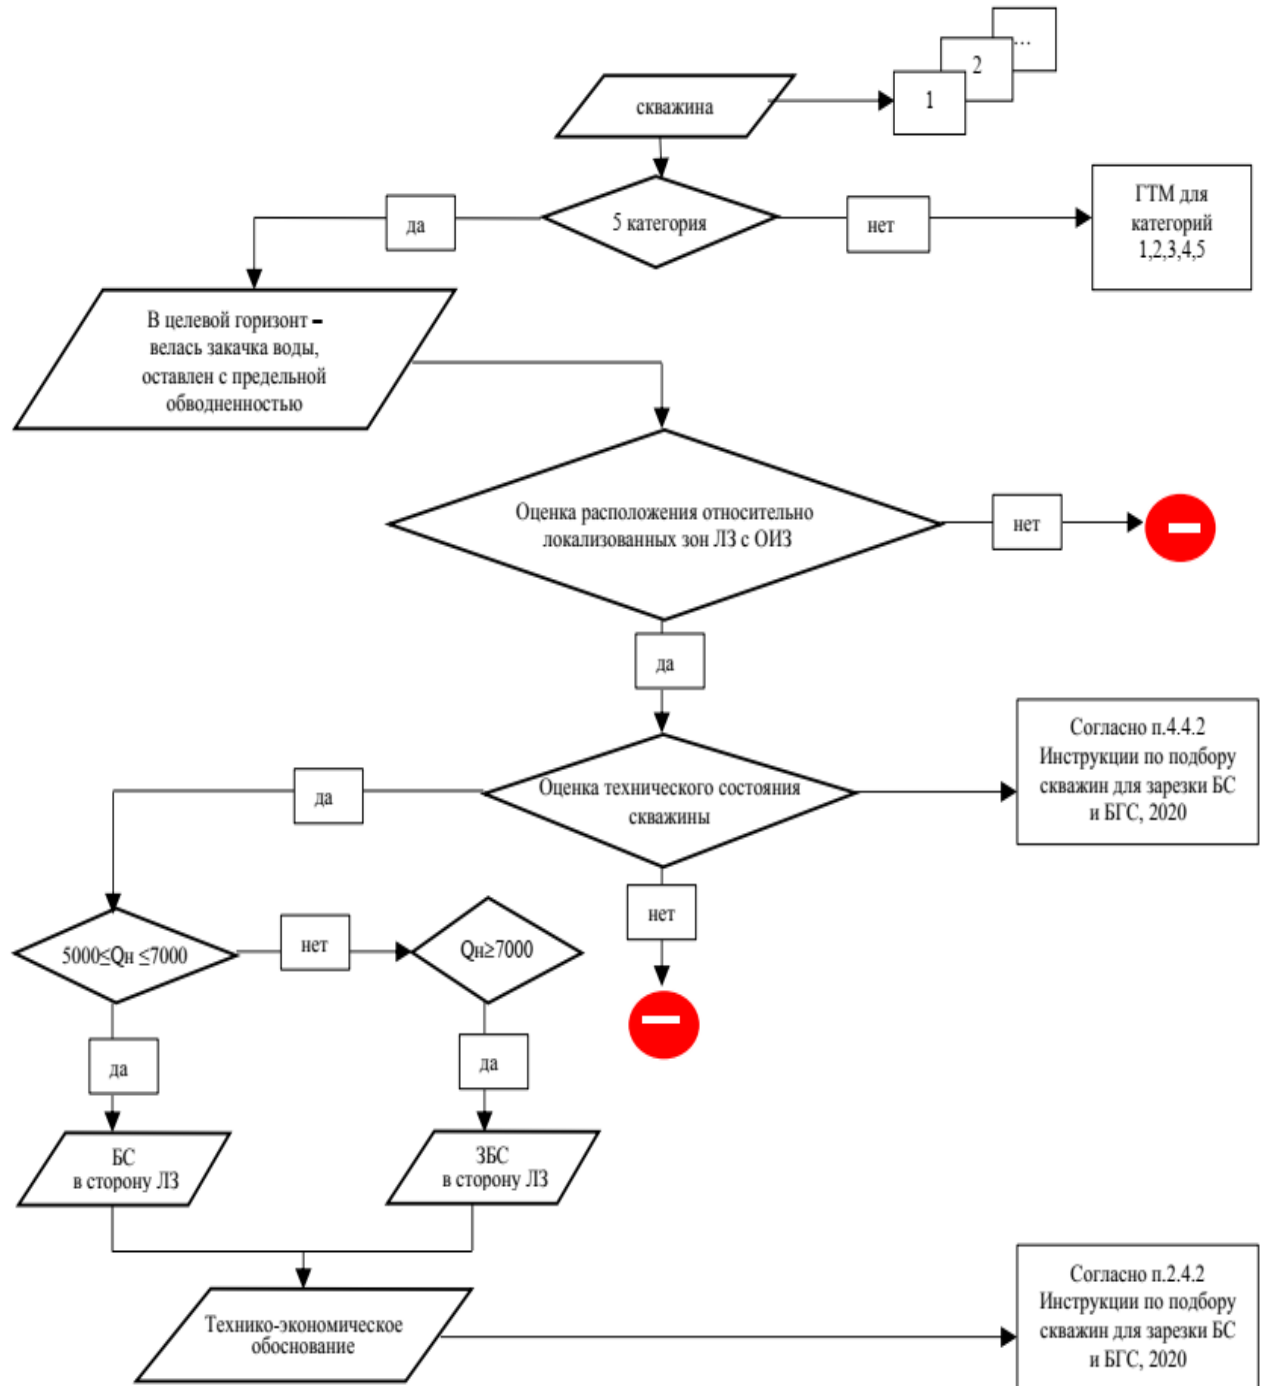 ...
2
1
скважина
5 категория
да
нет
ГТМ для
категорий
1,2,3,4,5
В целевой горизонт –
велась закачка воды,
оставлен с предельной
обводненностью
Оценка расположения относительно
локализованных зон ЛЗ с ОИЗ
нет
да
Оценка технического состояния
скважины
Согласно п.4.4.2
Инструкции по подбору
скважин для зарезки БС
и БГС, 2020
да
нет
5000≤Qн ≤7000
нет
Qн≥7000
да
да
БС
в сторону ЛЗ
ЗБС
в сторону ЛЗ
Технико-экономическое
обоснование
Согласно п.2.4.2
Инструкции по подбору
скважин для зарезки БС
и БГС, 2020